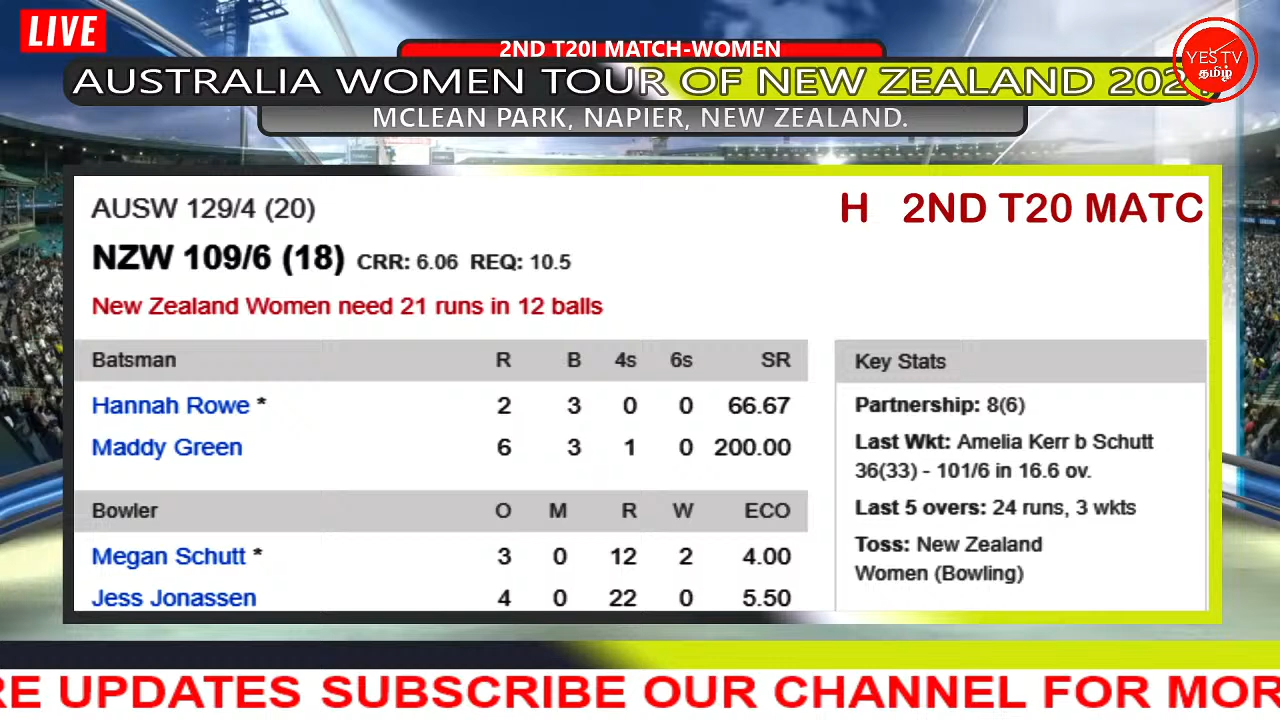 LIVE
2ND T20I MATCH-WOMEN
AUSTRALIA WOMEN TOUR OF NEW ZEALAND 202
YES TV
தமிழ்
MCLEAN PARK, NAPIER, NEW ZEALAND.
AUSW 129/4 (20)
H 2ND T20 MATC
NZW 109/6 (18) CRR: 6.06 REQ: 10.5
New Zealand Women need 21 runs in 12 balls
Batsman R B 4s 6s SR
Hannah Rowe * 2 3 0 0 66.67
Maddy Green 6 3 1 0 200.00
Bowler O M R W ECO
Megan Schutt * 3 0 12 2 4.00
Jess Jonassen 4 0 22 0 5.50
Key Stats
Partnership: 8(6)
Last Wkt: Amelia Kerr b Schutt
36(33) - 101/6 in 16.6 ov.
Last 5 overs: 24 runs, 3 wkts
Toss: New Zealand
Women (Bowling)
RE UPDATES SUBSCRIBE OUR CHANNEL FOR MOR